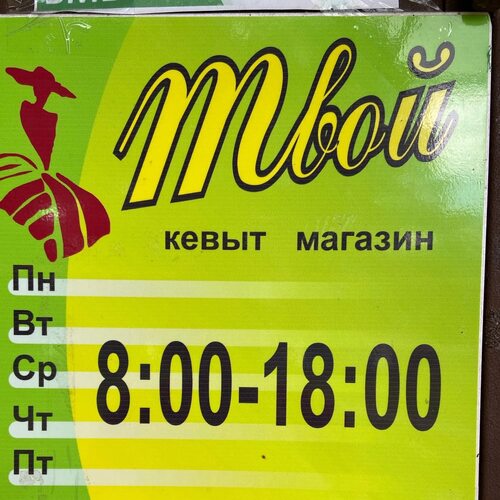 Твой
кевыт магазин
Пн
Вт
Ср
8:00-18:00
Чт
Пт